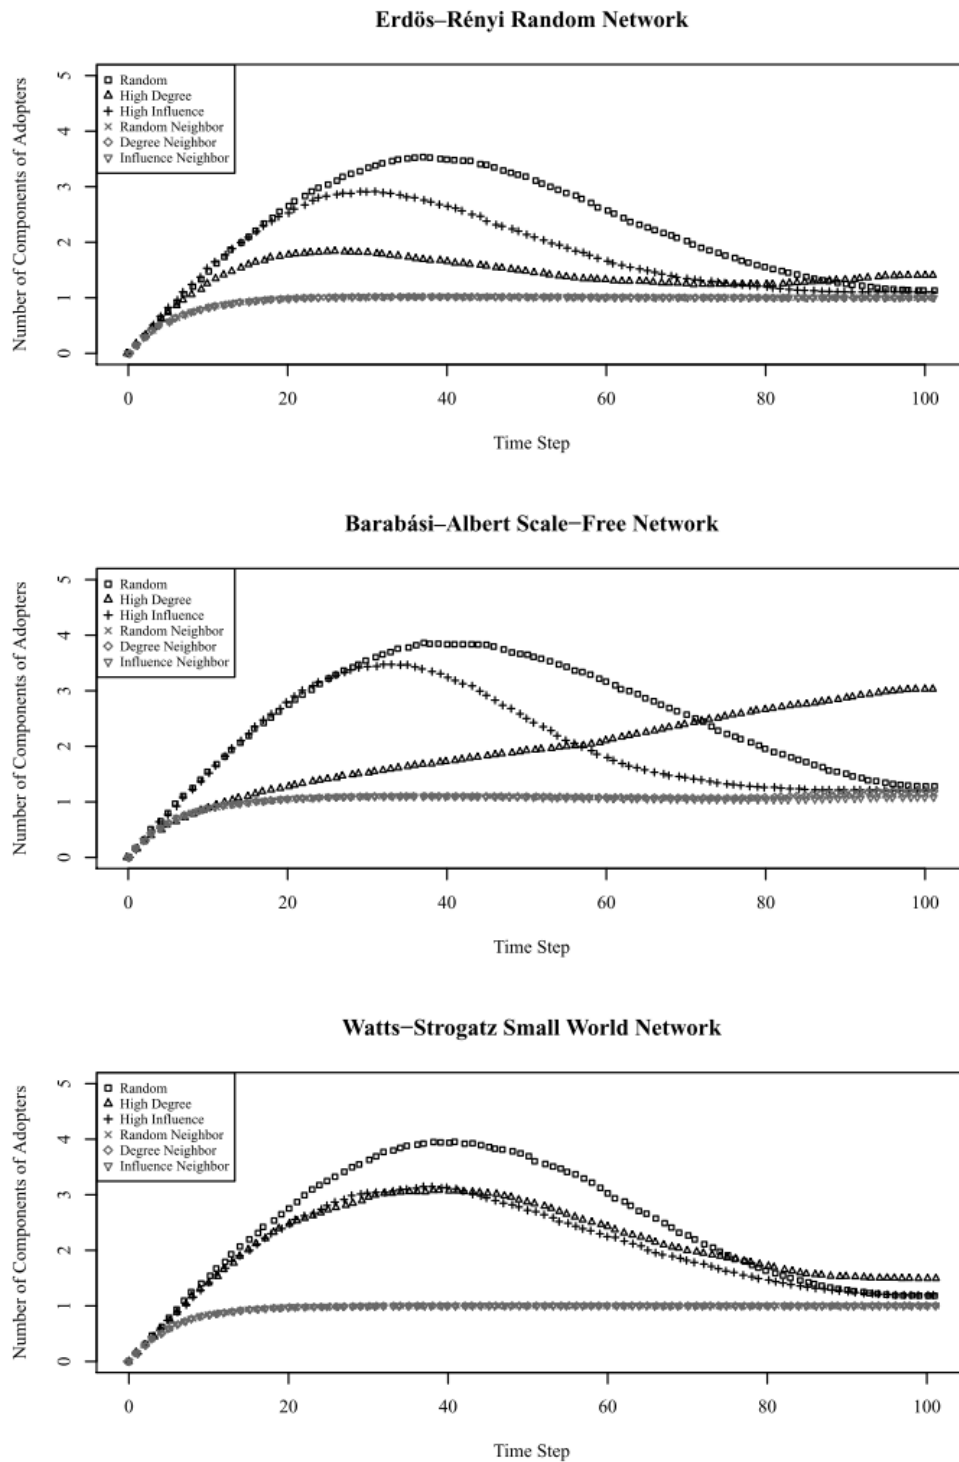 Erdös–Rényi Random Network
Number of Components of Adopters
5
4
3
2
1
0
Random
High Degree
High Influence
Random Neighbor
Degree Neighbor
Influence Neighbor
0 20 40 60 80 100
Time Step
Barabási–Albert Scale−Free Network
Number of Components of Adopters
5
4
3
2
1
0
Random
High Degree
High Influence
Random Neighbor
Degree Neighbor
Influence Neighbor
0 20 40 60 80 100
Time Step
Watts−Strogatz Small World Network
Number of Components of Adopters
5
4
3
2
1
0
Random
High Degree
High Influence
Random Neighbor
Degree Neighbor
Influence Neighbor
0 20 40 60 80 100
Time Step